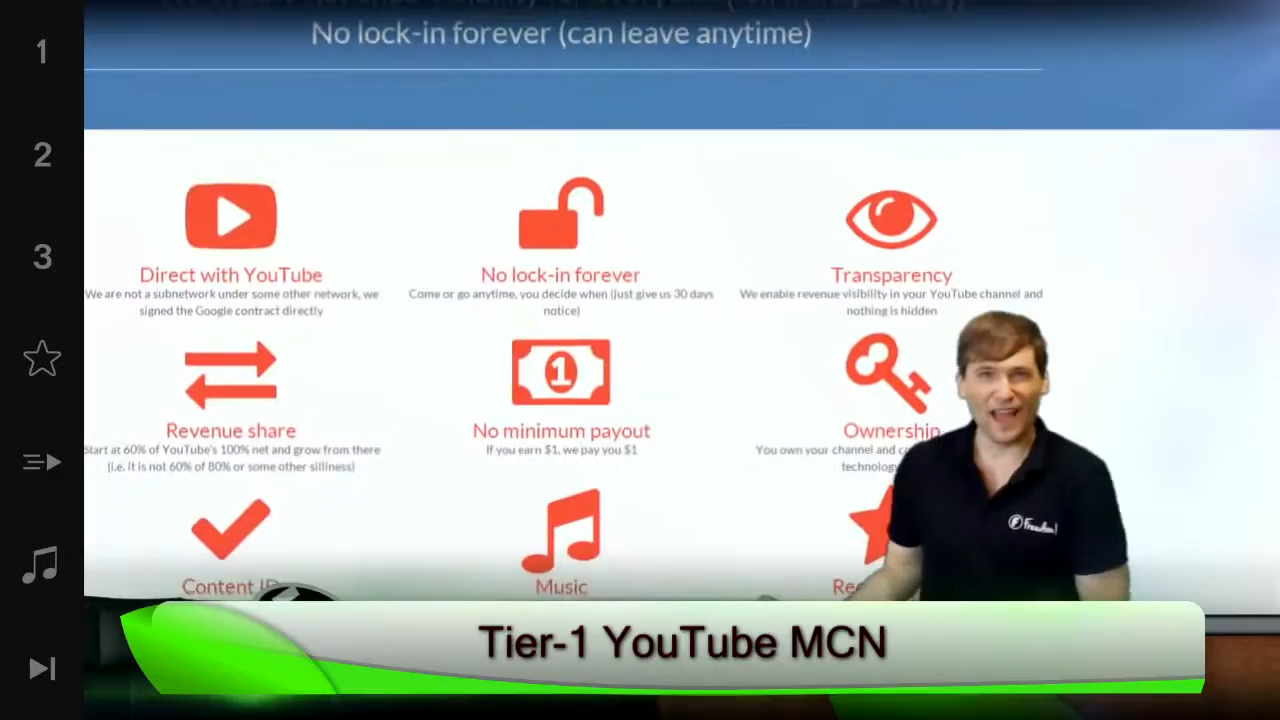 No lock-in forever (can leave anytime)
1
2
3
Direct with YouTube
We are not a subnetwork under some other network, we
signed the Google contract directly
No lock-in forever
Come or go anytime, you decide when (just give us 30 days
notice)
Transparency
We enable revenue visibility in your YouTube channel and
nothing is hidden
Revenue share
Start at 60% of YouTube's 100% net and grow from there
(i.e. it is not 60% of 80% or some other silliness)
1
No minimum payout
If you earn $1, we pay you $1
Ownership
You own your channel and
technology
Freedom!
Content ID
Music
Tier-1 YouTube MCN